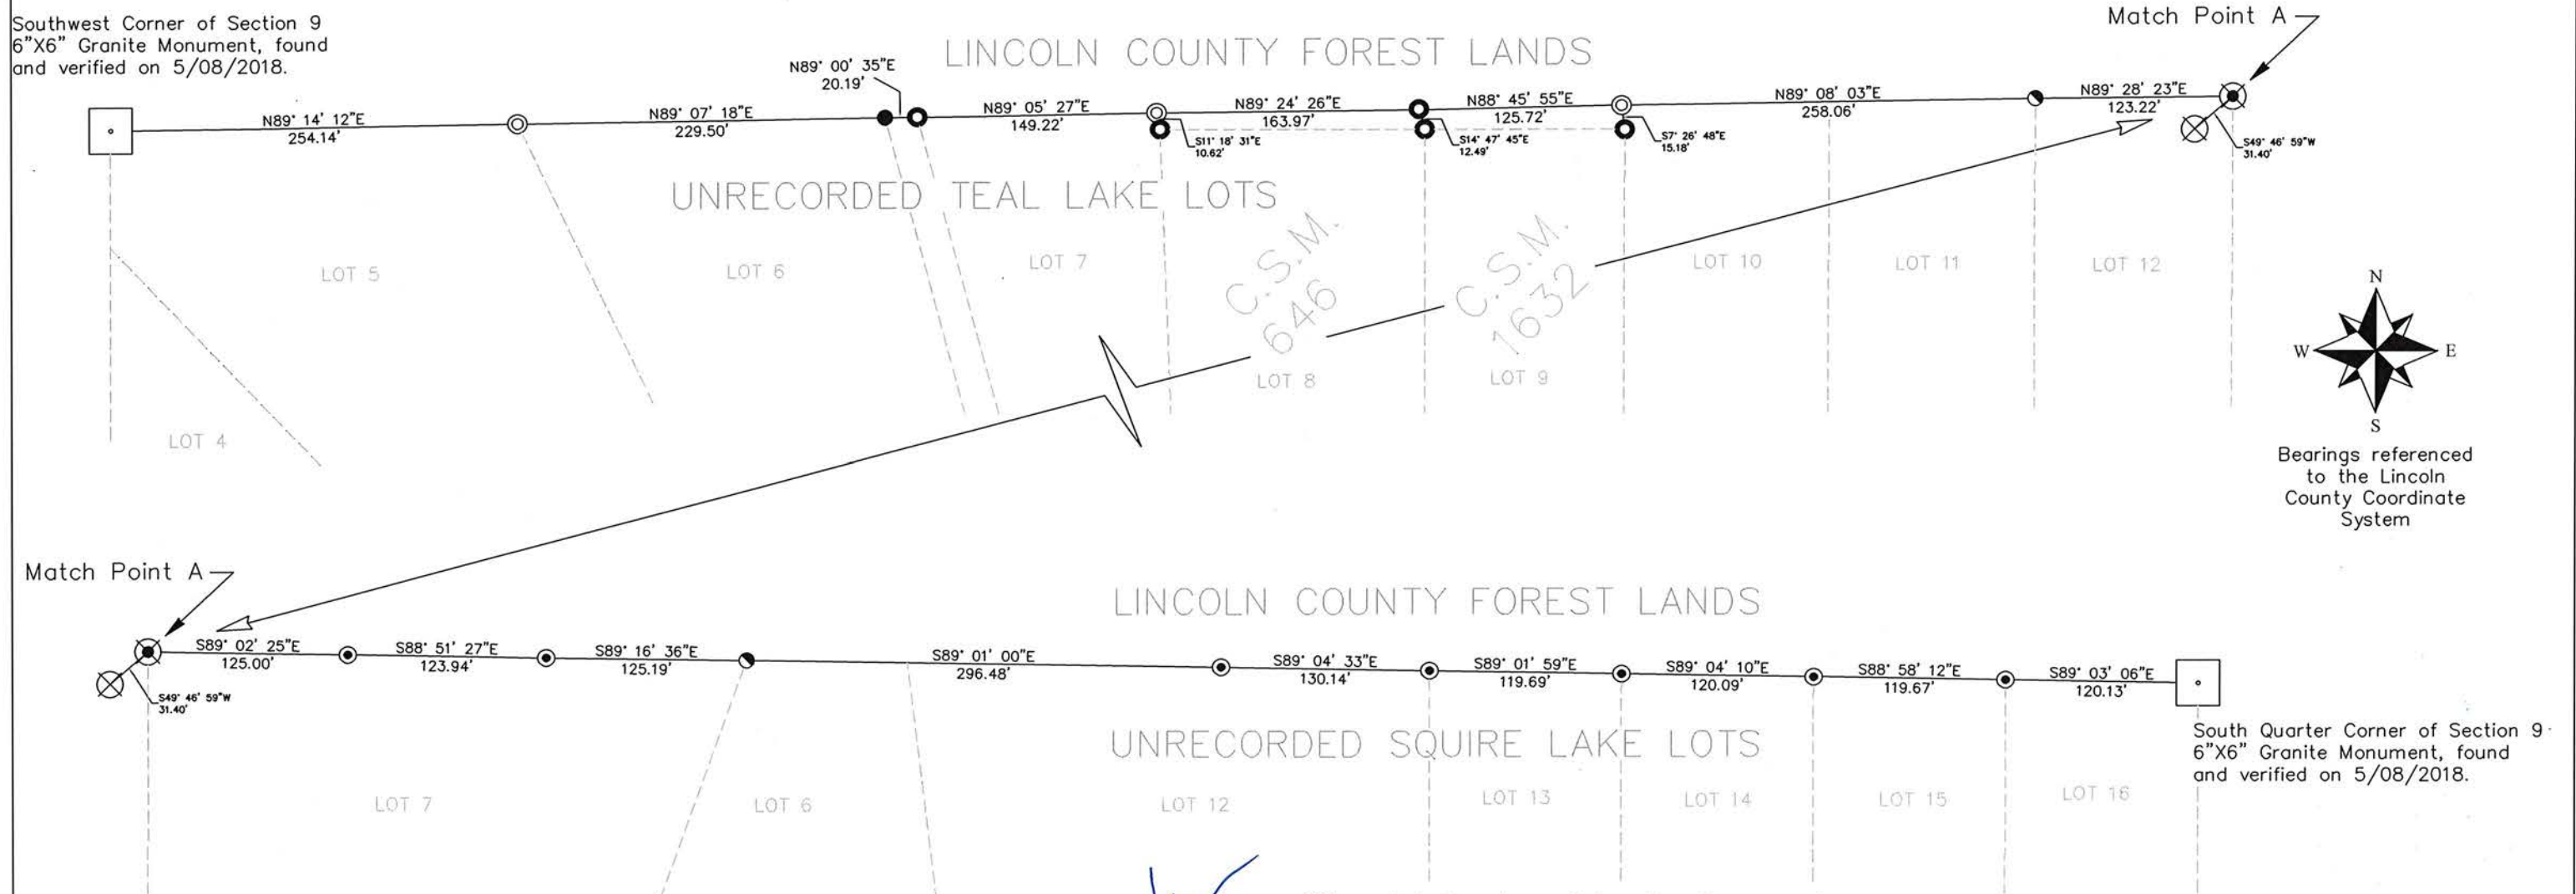 Southwest Corner of Section 9
6"X6" Granite Monument, found
and verified on 5/08/2018.
Match Point A
LINCOLN COUNTY FOREST LANDS
N89° 14' 12"E
254.14'
N89° 07' 18"E
229.50'
N89° 00' 35"E
20.19'
N89° 05' 27"E
149.22'
N89° 24' 26"E
163.97'
N88° 45' 55"E
125.72'
N89° 08' 03"E
258.06'
N89° 28' 23"E
123.22'
S11° 18' 31"E
10.62'
S14° 47' 45"E
12.49'
S7° 26' 48"E
15.18'
S49° 46' 59"W
31.40'
UNRECORDED TEAL LAKE LOTS
LOT 5
LOT 6
LOT 7
C.S.M.
646
C.S.M.
1632
LOT 10
LOT 11
LOT 12
LOT 8
LOT 9
LOT 4
N
W
E
S
Bearings referenced
to the Lincoln
County Coordinate
System
Match Point A
LINCOLN COUNTY FOREST LANDS
S89° 02' 25"E
125.00'
S88° 51' 27"E
123.94'
S89° 16' 36"E
125.19'
S89° 01' 00"E
296.48'
S89° 04' 33"E
130.14'
S89° 01' 59"E
119.69'
S89° 04' 10"E
120.09'
S88° 58' 12"E
119.67'
S89° 03' 06"E
120.13'
S49° 46' 59"W
31.40'
UNRECORDED SQUIRE LAKE LOTS
South Quarter Corner of Section 9
6"X6" Granite Monument, found
and verified on 5/08/2018.
LOT 7
LOT 6
LOT 12
LOT 13
LOT 14
LOT 15
LOT 16